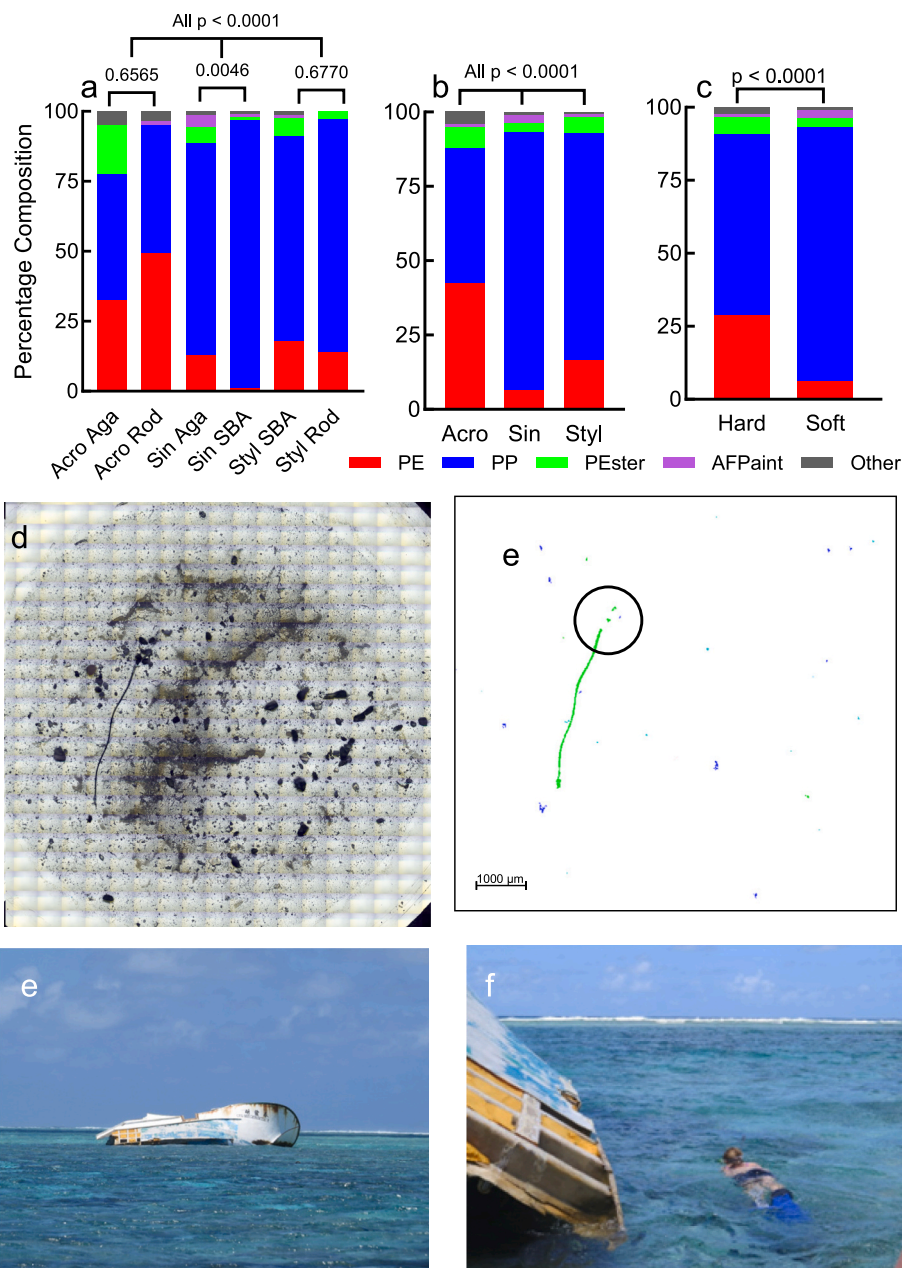 All p < 0.0001
0.6565
0.0046
0.6770
a
Percentage Composition
100
75
50
25
0
Acro Aga
Acro Rod
Sin Aga
Sin SBA
Styl SBA
Styl Rod
All p < 0.0001
b
100
75
50
25
0
Acro
Sin
Styl
p < 0.0001
c
100
75
50
25
0
Hard
Soft
PE
PP
PEster
AFPaint
Other
d
e
1000 µm
e
f